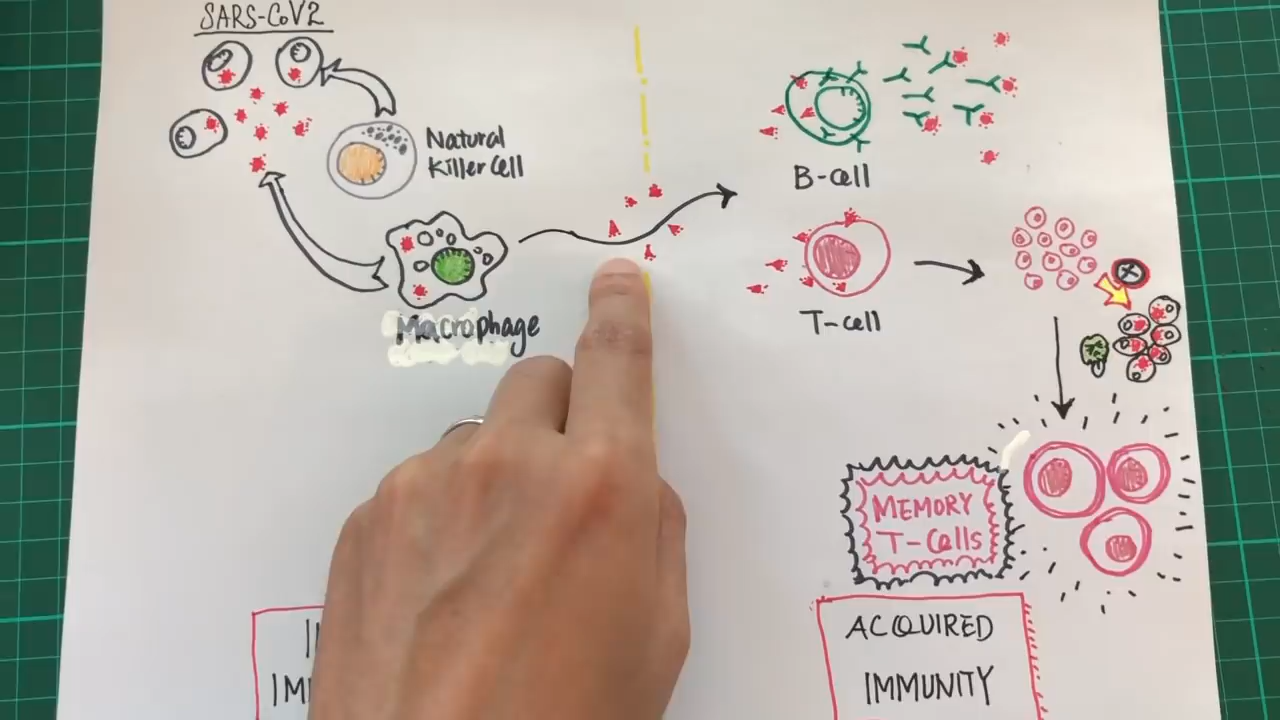 SARS-CoV2
Natural
Killer Cell
Macrophage
B-cell
T-cell
MEMORY
T-Cells
ACQUIRED
IMMUNITY